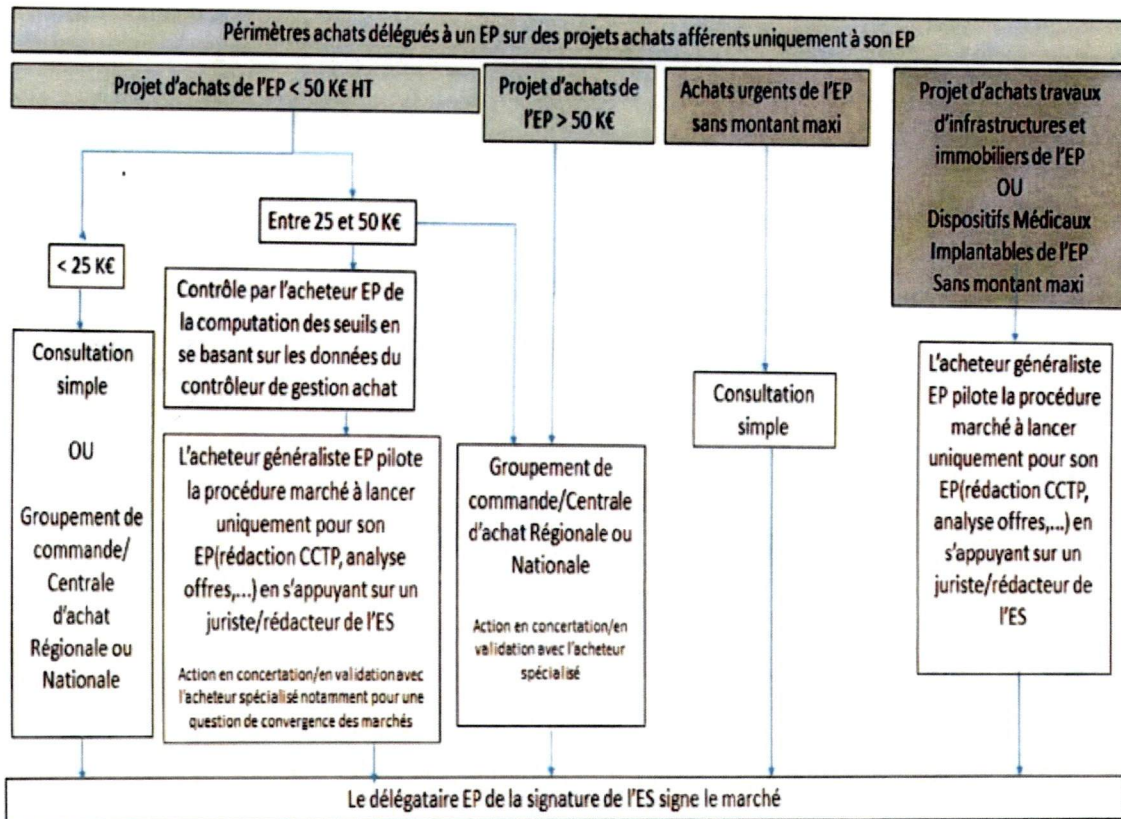 Périmètres achats délégués à un EP sur des projets achats afférents uniquement à son EP
Projet d'achats de l'EP < 50 K€ HT
Projet d'achats de
l'EP > 50 K€
Achats urgents de l'EP
sans montant maxi
Projet d'achats travaux
d'infrastructures et
immobiliers de l'EP
OU
Dispositifs Médicaux
Implantables de l'EP
Sans montant maxi
< 25 K€
Entre 25 et 50 K€
Consultation
simple
OU
Groupement de
commande/
Centrale
d'achat
Régionale ou
Nationale
Contrôle par l'acheteur EP de
la computation des seuils en
se basant sur les données du
contrôleur de gestion achat
L'acheteur généraliste EP pilote
la procédure marché à lancer
uniquement pour son
EP(rédaction CCTP, analyse
offres,...) en s'appuyant sur un
juriste/rédacteur de l'ES
Action en concertation/en validation avec
l'acheteur spécialisé notamment pour une
question de convergence des marchés
Groupement de
commande/Centrale
d'achat Régionale ou
Nationale
Action en concertation/en
validation avec l'acheteur
spécialisé
Consultation
simple
L'acheteur généraliste
EP pilote la procédure
marché à lancer
uniquement pour son
EP(rédaction CCTP,
analyse offres,...) en
s'appuyant sur un
juriste/rédacteur de
l'ES
Le délégataire EP de la signature de l'ES signe le marché